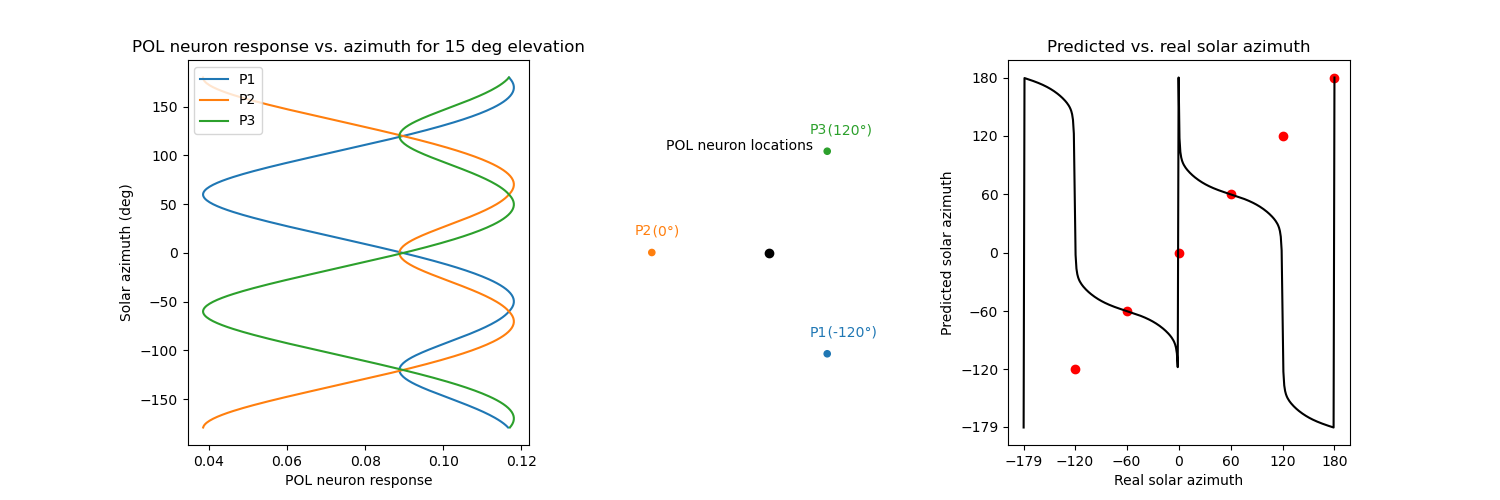 POL neuron response vs. azimuth for 15 deg elevation
P1
P2
P3
150
100
50
0
−50
−100
−150
Solar azimuth (deg)
0.04 0.06 0.08 0.10 0.12
POL neuron response
P3(120°)
POL neuron locations
P2(0°)
P1(-120°)
Predicted vs. real solar azimuth
180
120
60
0
−60
−120
−179
Predicted solar azimuth
−179 −120 −60 0 60 120 180
Real solar azimuth